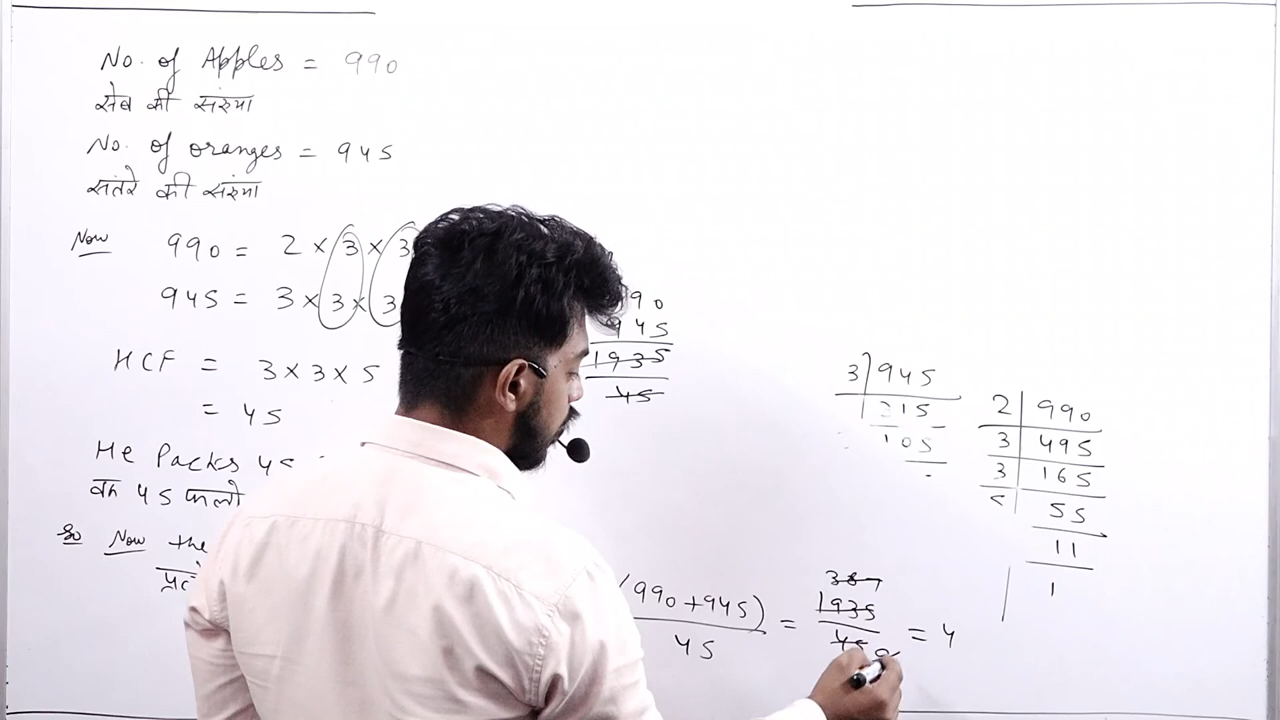 No. of Apples = 990
सेब की संख्या
No. of oranges = 945
संतरे की संख्या
Now 990 = 2 × 3 × 3
945 = 3 × 3 × 3
HCF = 3 × 3 × 5
= 45
He Packs 45
वह 45 फलो
So Now the
990
945
1935
45
(990 + 945) / 45 = 387 1935 / 45 9 = 4
3 | 945
315
105
2 | 990
3 | 495
3 | 165
5 | 55
11
1